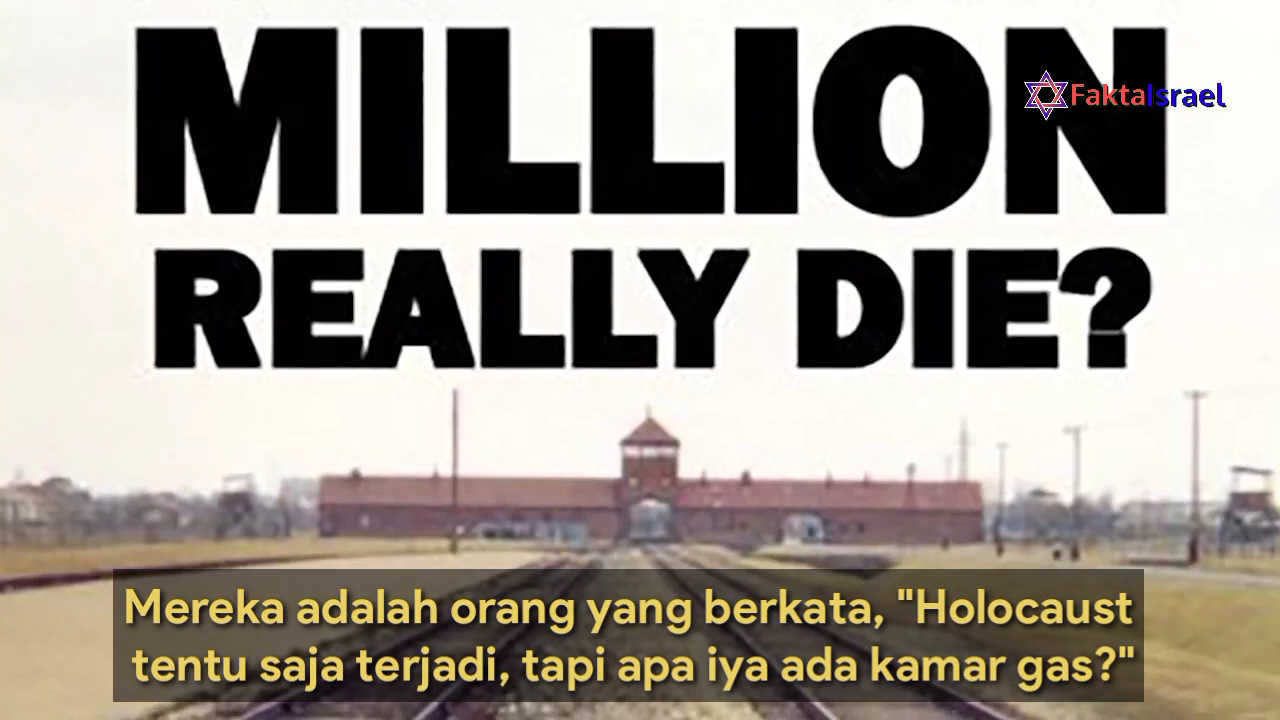 MILLION
FaktaIsrael
REALLY DIE?
Mereka adalah orang yang berkata, "Holocaust
tentu saja terjadi, tapi apa iya ada kamar gas?"